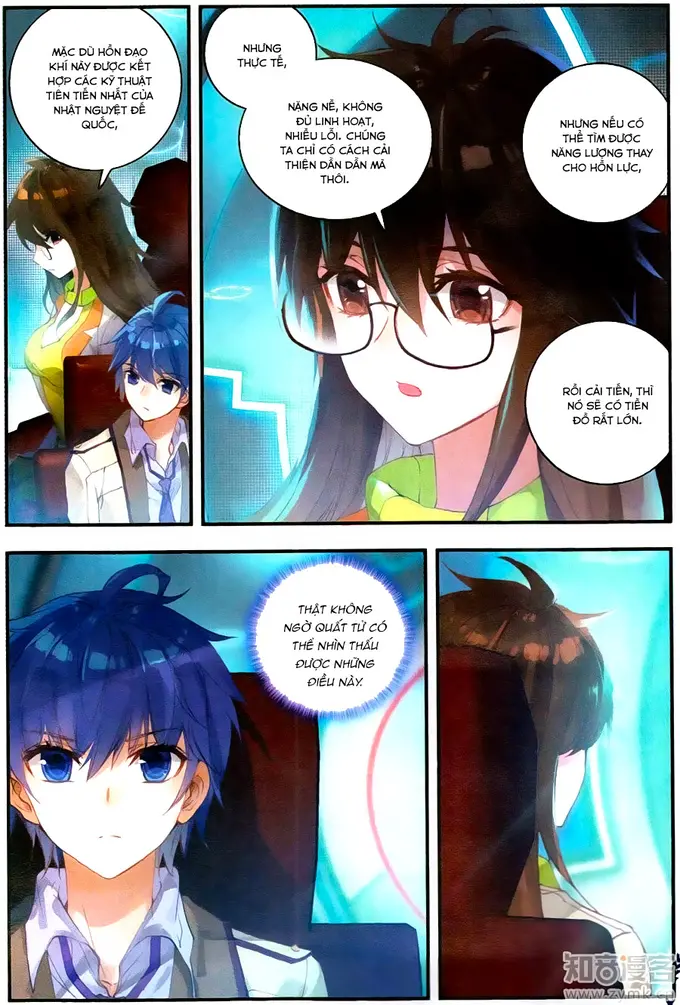 MẶC DÙ HỒN ĐẠO
KHÍ NÀY ĐƯỢC KẾT
HỢP CÁC KỸ THUẬT
TIÊN TIẾN NHẤT CỦA
NHẬT NGUYỆT ĐẾ
QUỐC,
NHƯNG
THỰC TẾ,
NẶNG NỀ, KHÔNG
ĐỦ LINH HOẠT,
NHIỀU LỖI. CHÚNG
TA CHỈ CÓ CÁCH CẢI
THIỆN DẦN DẦN MÀ
THÔI.
NHƯNG NẾU CÓ
THỂ TÌM ĐƯỢC
NĂNG LƯỢNG THAY
CHO HỒN LỰC,
RỒI CẢI TIẾN, THÌ
NÓ SẼ CÓ TIỀN
ĐỒ RẤT LỚN.
THẬT KHÔNG
NGỜ QUẤT TỬ CÓ
THỂ NHÌN THẤU
ĐƯỢC NHỮNG
ĐIỀU NÀY.
知音漫客
www.zymk.cn